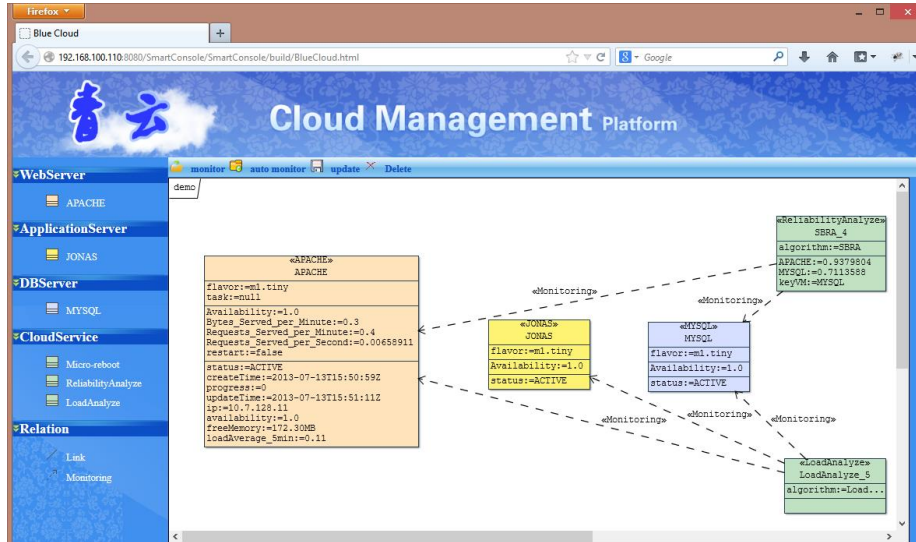 Firefox
Blue Cloud
192.168.100.110:8080/SmartConsole/SmartConsole/build/BlueCloud.html
Google
青云
Cloud Management Platform
monitor auto monitor update Delete
WebServer
APACHE
ApplicationServer
JONAS
DBServer
MYSQL
CloudService
Micro-reboot
ReliabilityAnalyze
LoadAnalyze
Relation
Link
Monitoring
demo
«APACHE»
APACHE
flavor:=ml.tiny
task:=null
Availability:=1.0
Bytes_Served_per_Minute:=0.3
Requests_Served_per_Minute:=0.4
Requests_Served_per_Second:=0.00658911
restart:=false
status:=ACTIVE
createTime:=2013-07-13T15:50:59Z
progress:=0
updateTime:=2013-07-13T15:51:11Z
ip:=10.7.128.11
availability:=1.0
freeMemory:=172.30MB
loadAverage_5min:=0.11
«JONAS»
JONAS
flavor:=ml.tiny
Availability:=1.0
status:=ACTIVE
«MYSQL»
MYSQL
flavor:=ml.tiny
Availability:=1.0
status:=ACTIVE
«ReliabilityAnalyze»
SBRA_4
algorithm:=SBRA
APACHE:=0.9379804
MYSQL:=0.7113588
keyVM:=MYSQL
«Monitoring»
«Monitoring»
«Monitoring»
«Monitoring»
«Monitoring»
«LoadAnalyze»
LoadAnalyze_5
algorithm:=Load...